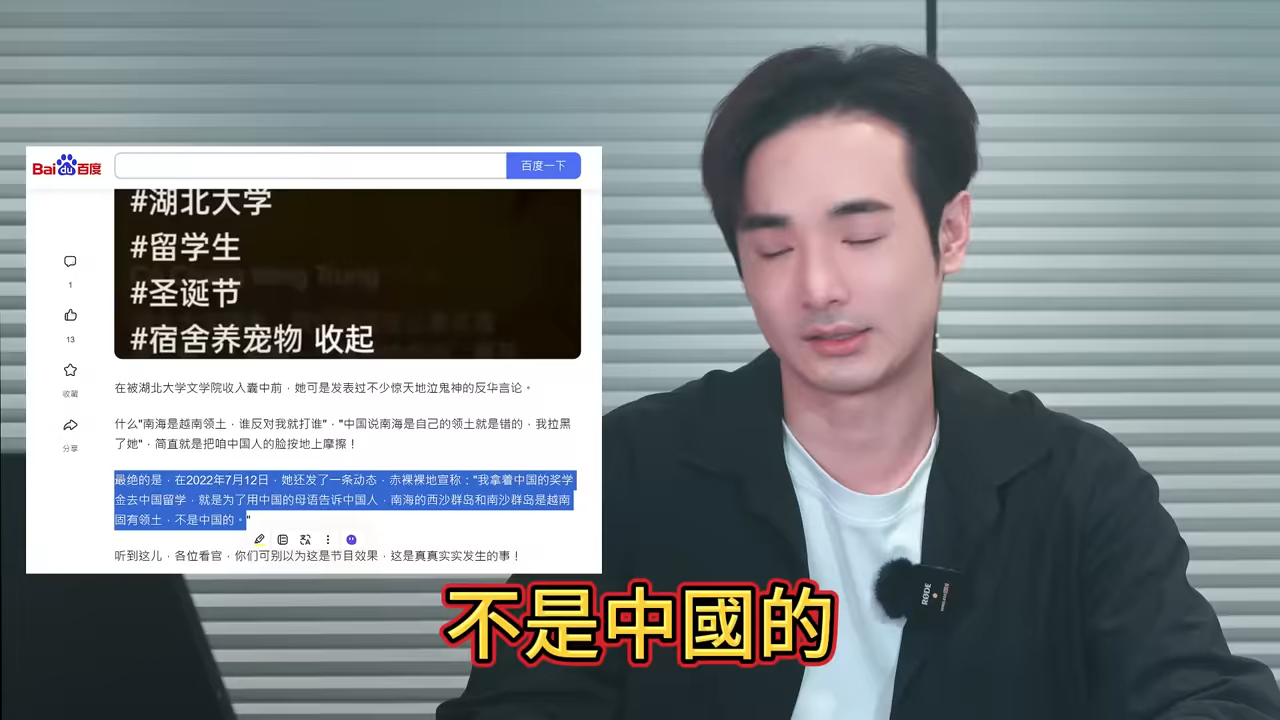 Bai du 百度
百度一下
#湖北大学
#留学生
#圣诞节
#宿舍养宠物 收起
1
13
收藏
分享
在被湖北大学文学院收入囊中前，她可是发表过不少惊天地泣鬼神的反华言论。
什么"南海是越南领土，谁反对我就打谁"，"中国说南海是自己的领土就是错的，我拉黑
了她"，简直就是把咱中国人的脸按地上摩擦！
最绝的是，在2022年7月12日，她还发了一条动态，赤裸裸地宣称："我拿着中国的奖学
金去中国留学，就是为了用中国的母语告诉中国人，南海的西沙群岛和南沙群岛是越南
固有领土，不是中国的。"
听到这儿，各位看官，你们可别以为这是节目效果，这是真真实实发生的事！
不是中國的
RØDE